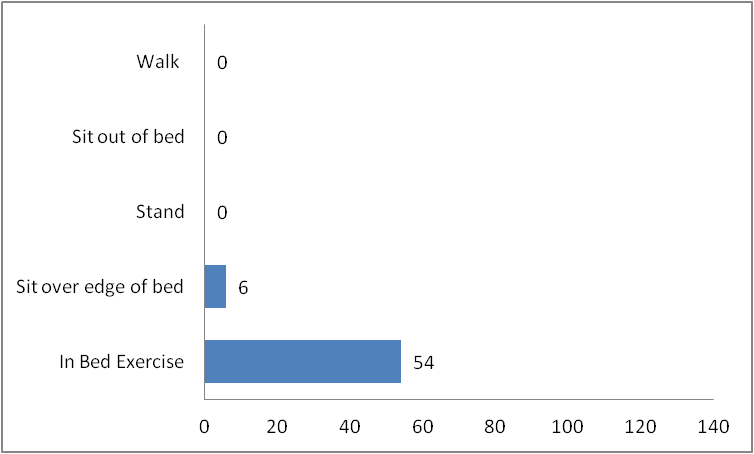 Walk 0
Sit out of bed 0
Stand 0
Sit over edge of bed 6
In Bed Exercise 54
0 20 40 60 80 100 120 140